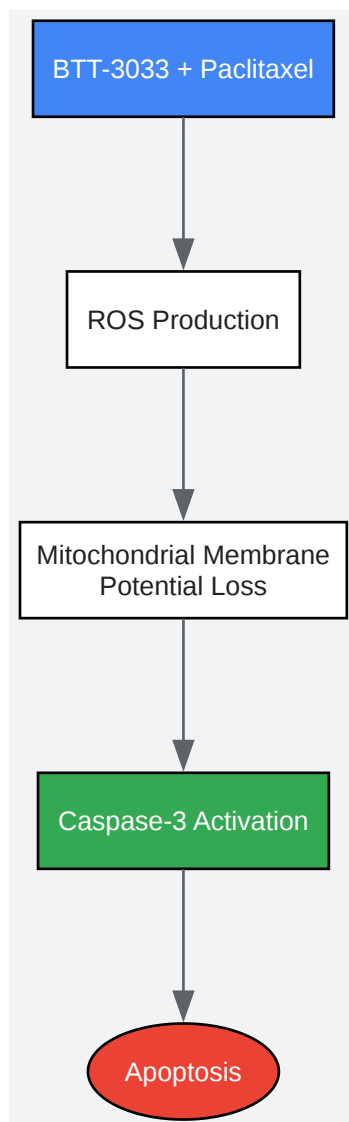 BTT-3033 + Paclitaxel
ROS Production
Mitochondrial Membrane
Potential Loss
Caspase-3 Activation
Apoptosis